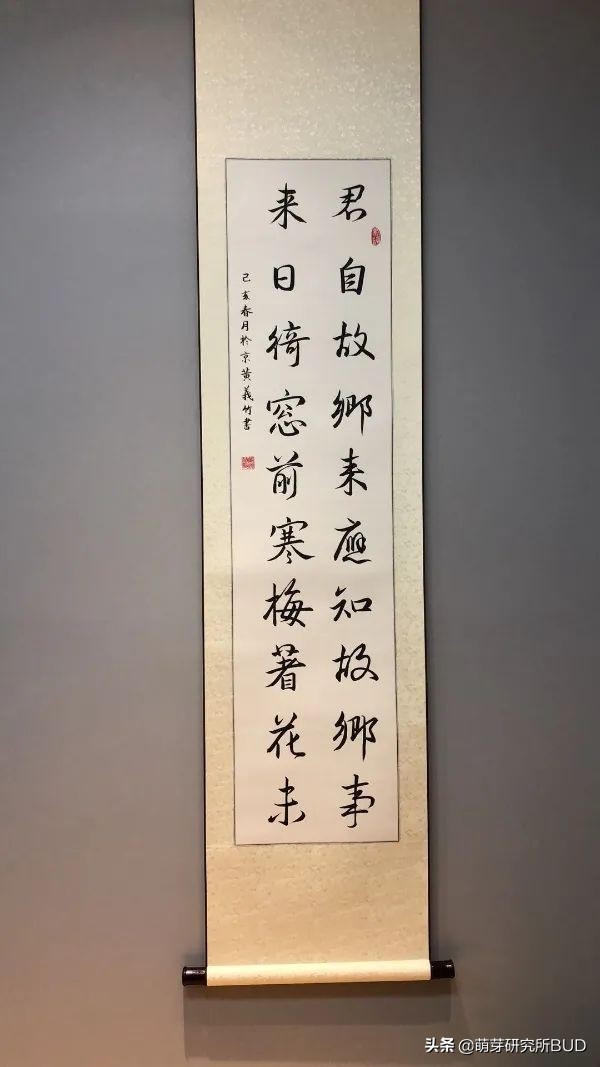 君自故鄉来應知故鄉事
来日徛窓前寒梅著花未
己亥春月於京黄義竹書
头条 @萌芽研究所BUD